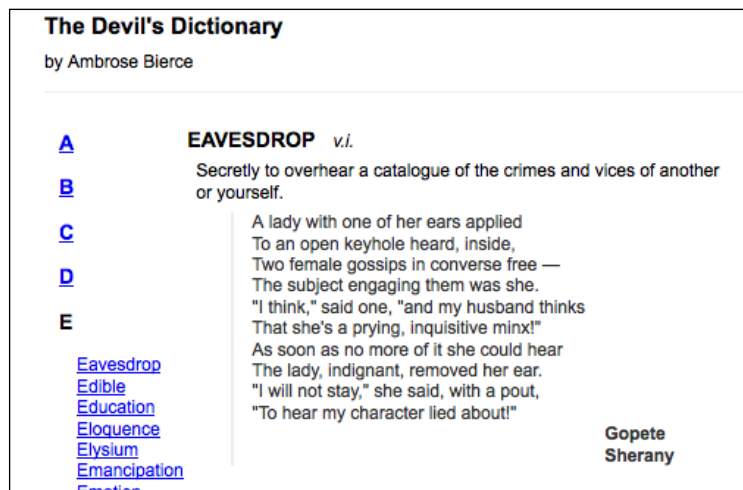 The Devil's Dictionary
by Ambrose Bierce
A
B
C
D
E
Eavesdrop
Edible
Education
Eloquence
Elysium
Emancipation
Emotion
EAVESDROP v.i.
Secretly to overhear a catalogue of the crimes and vices of another
or yourself.
A lady with one of her ears applied
To an open keyhole heard, inside,
Two female gossips in converse free —
The subject engaging them was she.
"I think," said one, "and my husband thinks
That she's a prying, inquisitive minx!"
As soon as no more of it she could hear
The lady, indignant, removed her ear.
"I will not stay," she said, with a pout,
"To hear my character lied about!"
Gopete
Sherany